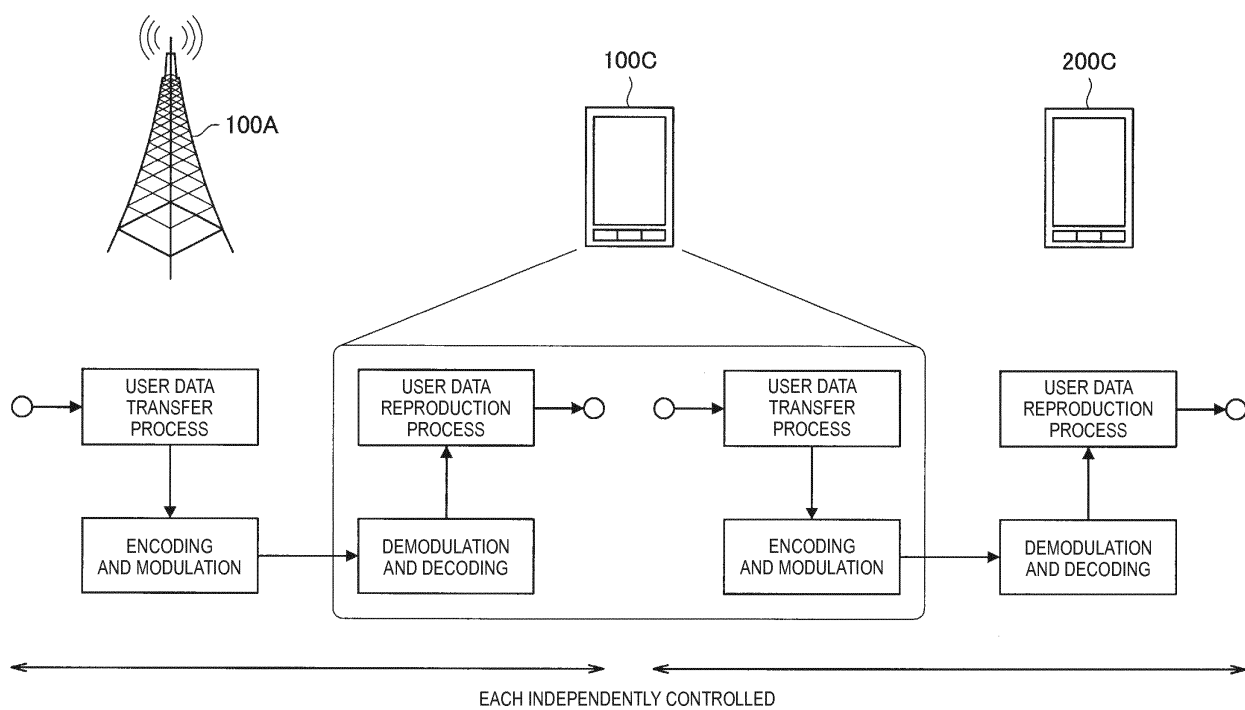 100C
200C
100A
USER DATA
TRANSFER
PROCESS
USER DATA
REPRODUCTION
PROCESS
USER DATA
TRANSFER
PROCESS
USER DATA
REPRODUCTION
PROCESS
ENCODING
AND MODULATION
DEMODULATION
AND DECODING
ENCODING
AND MODULATION
DEMODULATION
AND DECODING
EACH INDEPENDENTLY CONTROLLED